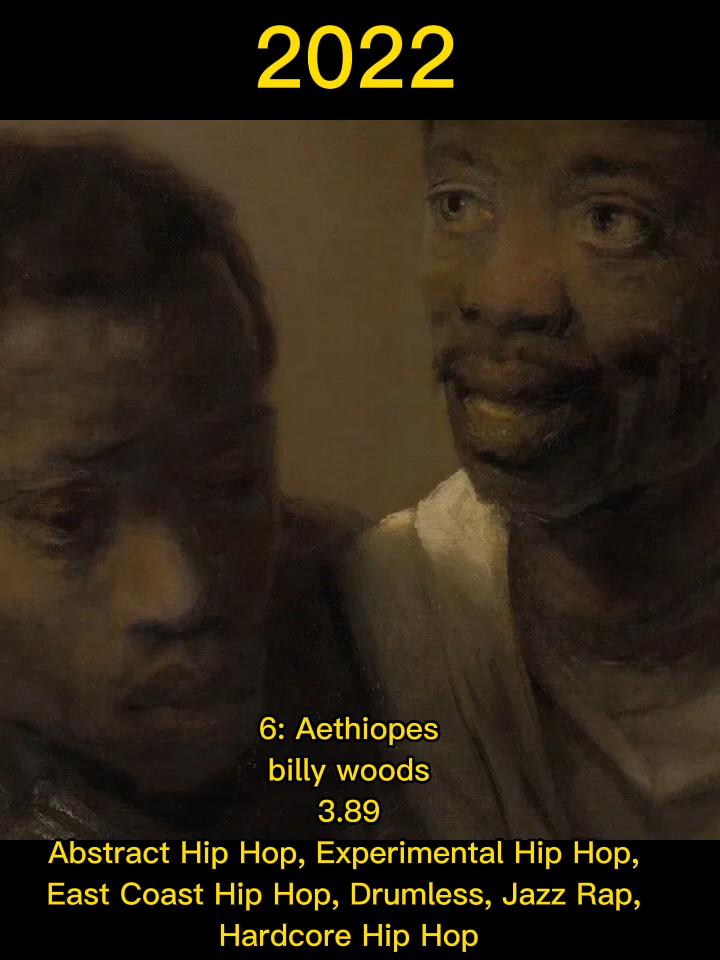 2022
6: Aethiopes
billy woods
3.89
Abstract Hip Hop, Experimental Hip Hop,
East Coast Hip Hop, Drumless, Jazz Rap,
Hardcore Hip Hop